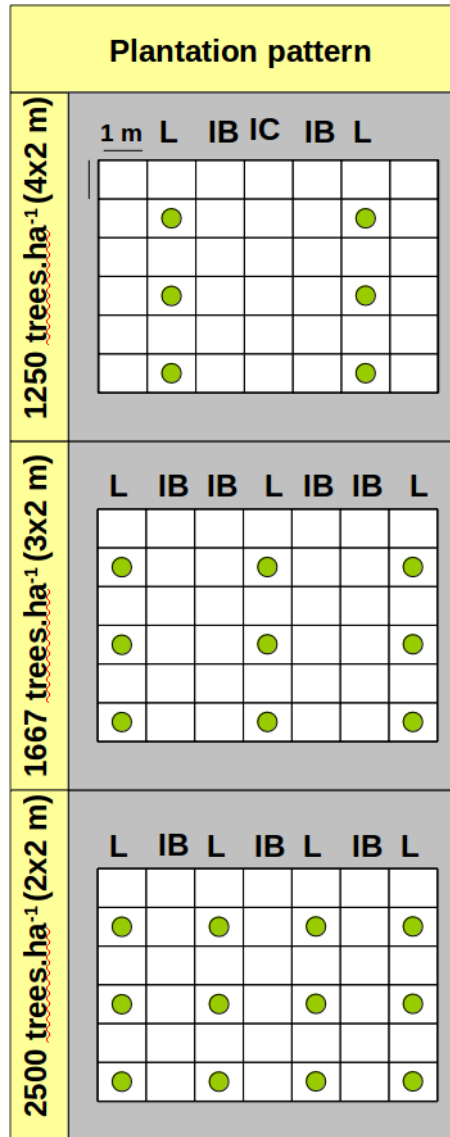 Plantation pattern
1250 trees.ha⁻¹ (4x2 m)
1 m L IB IC IB L
1667 trees.ha⁻¹ (3x2 m)
L IB IB L IB IB L
2500 trees.ha⁻¹ (2x2 m)
L IB L IB L IB L